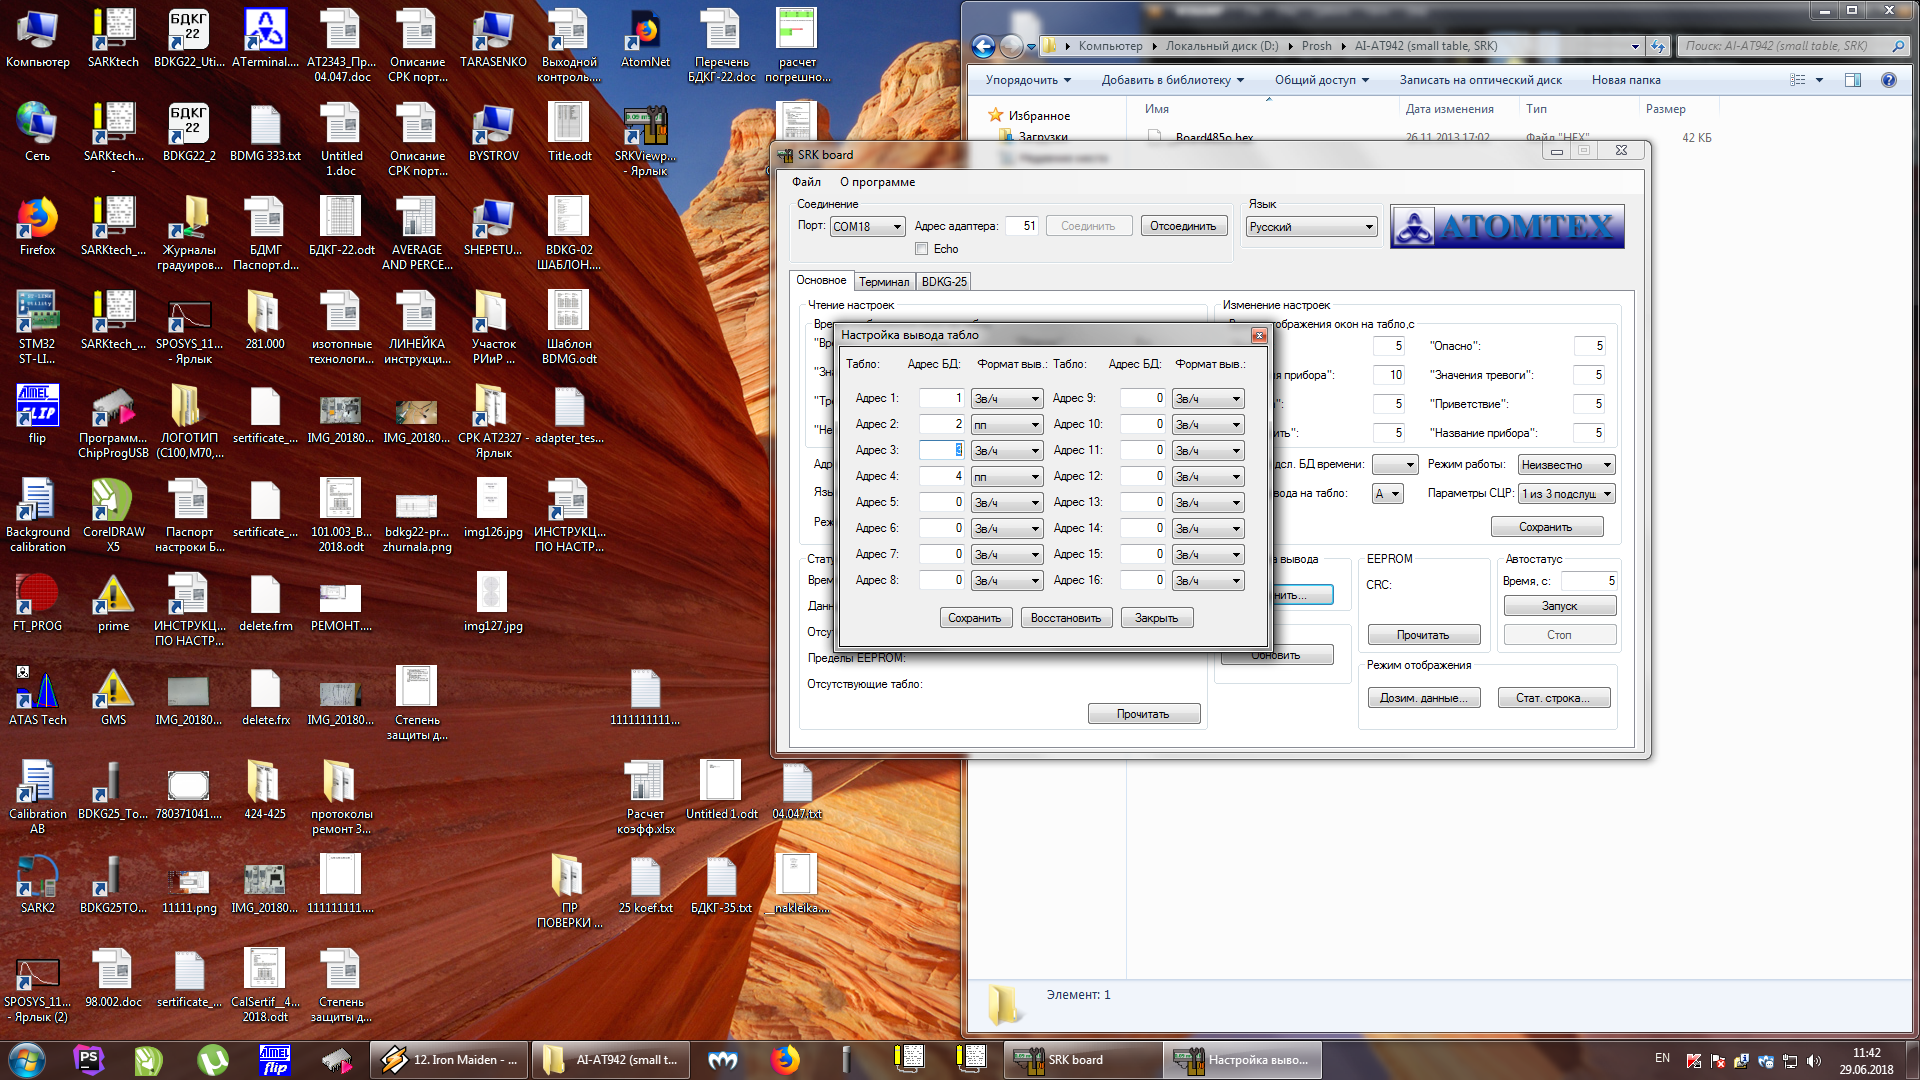 Компьютер
SARKtech
BDKG22_Uti...
ATerminal....
AT2343_Пр...
04.047.doc
Описание
СРК порт...
TARASENKO
Выходной
контроль....
AtomNet
Перечень
БДКГ-22.doc
расчет
погрешно...
Сеть
SARKtech...
-
BDKG22_2
BDMG 333.txt
Untitled
1.doc
Описание
СРК порт...
BYSTROV
Title.odt
SRKViewp...
- Ярлык
Firefox
SARKtech_...
Журналы
градуиров...
БДМГ
Паспорт.d...
БДКГ-22.odt
AVERAGE
AND PERCE...
SHEPETU...
BDKG-02
ШАБЛОН....
STM32
ST-LI...
SARKtech_...
SPOSYS_11...
- Ярлык
281.000
изотопные
технологи...
ЛИНЕЙКА
инструкци...
Участок
РИиР ...
Шаблон
BDMG.odt
flip
Программ...
ChipProgUSB
ЛОГОТИП
(C100,M70,...
sertificate_...
IMG_20180...
IMG_20180...
СРК АТ2327 -
Ярлык
adapter_tes...
Background
calibration
CorelDRAW
X5
Паспорт
настроки Б...
sertificate_...
101.003_В...
2018.odt
bdkg22-pr...
zhurnala.png
img126.jpg
ИНСТРУКЦ...
ПО НАСТР...
FT_PROG
prime
ИНСТРУКЦ...
ПО НАСТР...
delete.frm
РЕМОНТ....
img127.jpg
ATAS Tech
GMS
IMG_20180...
delete.frx
IMG_20180...
Степень
защиты д...
1111111111...
Calibration
AB
BDKG25_To...
780371041....
424-425
протоколы
ремонт 3...
Расчет
коэфф.xlsx
Untitled 1.odt
04.047.txt
SARK2
BDKG25TO...
11111.png
IMG_20180...
111111111....
ПР
ПОВЕРКИ ...
25 koef.txt
БДКГ-35.txt
__nakleika....
SPOSYS_11...
- Ярлык (2)
98.002.doc
sertificate_...
CalSertif__4...
2018.odt
Степень
защиты д...
БДКГ
22
БДКГ
22
ATMEL
FLIP
Компьютер
Локальный диск (D:)
Prosh
AI-AT942 (small table, SRK)
Поиск: AI-AT942 (small table, SRK)
Упорядочить
Добавить в библиотеку
Общий доступ
Записать на оптический диск
Новая папка
Избранное
Загрузки
Имя
Дата изменения
Тип
Размер
Board485o.hex
26.11.2013 17:02
Файл "HEX"
42 КБ
SRK board
Файл
О программе
Соединение
Порт:
COM18
Адрес адаптера:
51
Соединить
Отсоединить
Echo
Язык
Русский
ATOMTEX
Основное
Терминал
BDKG-25
Чтение настроек
Изменение настроек
Настройка вывода табло
Табло: Адрес БД: Формат выв.: Табло: Адрес БД: Формат выв.:
Адрес 1: 1 Зв/ч Адрес 9: 0 Зв/ч
Адрес 2: 2 пп Адрес 10: 0 Зв/ч
Адрес 3: 3 Зв/ч Адрес 11: 0 Зв/ч
Адрес 4: 4 пп Адрес 12: 0 Зв/ч
Адрес 5: 0 Зв/ч Адрес 13: 0 Зв/ч
Адрес 6: 0 Зв/ч Адрес 14: 0 Зв/ч
Адрес 7: 0 Зв/ч Адрес 15: 0 Зв/ч
Адрес 8: 0 Зв/ч Адрес 16: 0 Зв/ч
Сохранить
Восстановить
Закрыть
5 "Опасно": 5
10 "Значения тревоги": 5
5 "Приветствие": 5
5 "Название прибора": 5
БД времени:
Режим работы:
Неизвестно
на табло:
A
Параметры СЦР:
1 из 3 подслуш
Сохранить
вывода
Обновить
EEPROM
CRC:
Прочитать
Автостатус
Время, с: 5
Запуск
Стоп
Режим отображения
Дозим. данные...
Стат. строка...
Пределы EEPROM:
Отсутствующие табло:
Прочитать
Элемент: 1
12. Iron Maiden - ...
AI-AT942 (small t...
SRK board
Настройка выво...
EN
11:42
29.06.2018